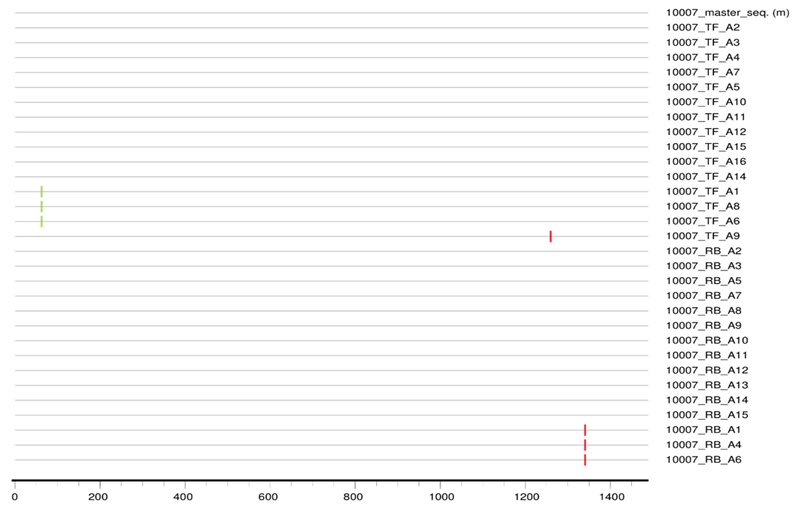 10007_master_seq. (m)
10007_TF_A2
10007_TF_A3
10007_TF_A4
10007_TF_A7
10007_TF_A5
10007_TF_A10
10007_TF_A11
10007_TF_A12
10007_TF_A15
10007_TF_A16
10007_TF_A14
10007_TF_A1
10007_TF_A8
10007_TF_A6
10007_TF_A9
10007_RB_A2
10007_RB_A3
10007_RB_A5
10007_RB_A7
10007_RB_A8
10007_RB_A9
10007_RB_A10
10007_RB_A11
10007_RB_A12
10007_RB_A13
10007_RB_A14
10007_RB_A15
10007_RB_A1
10007_RB_A4
10007_RB_A6
0 200 400 600 800 1000 1200 1400